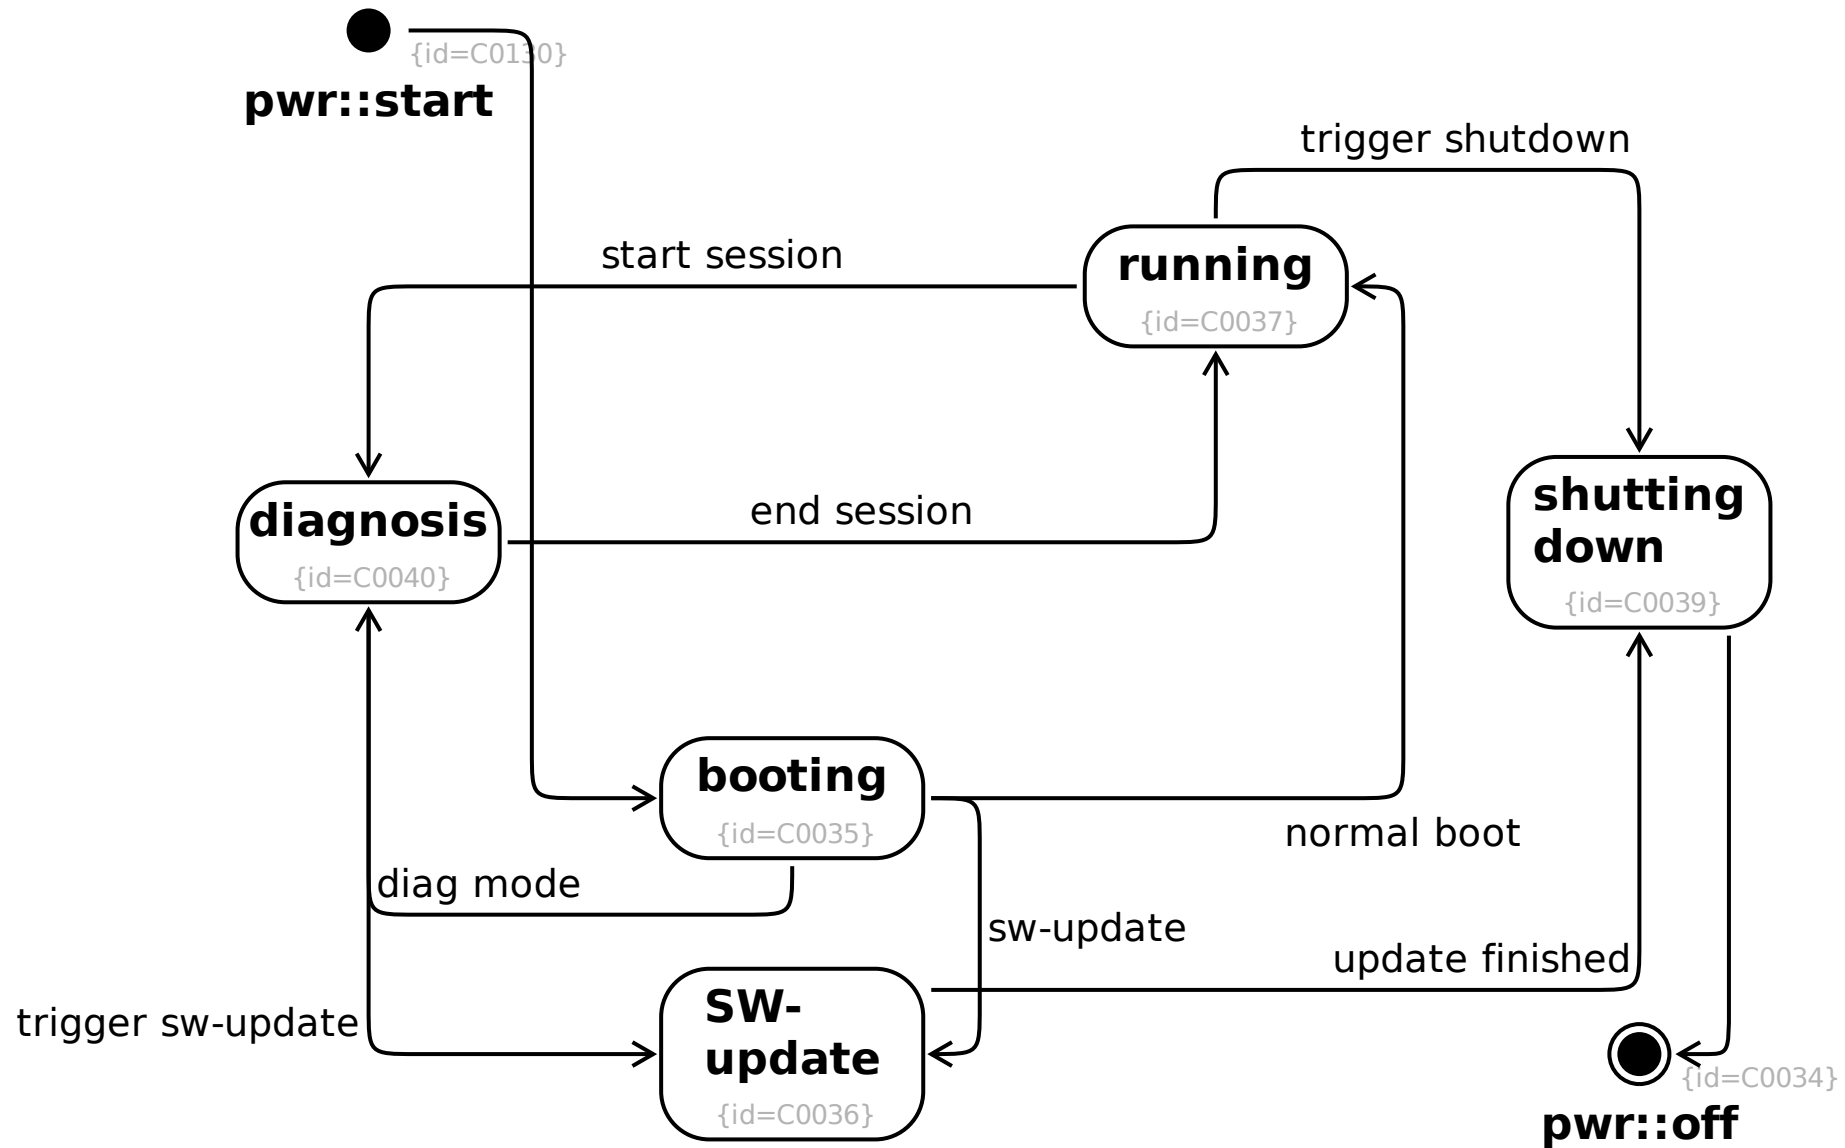 {id=C0130}
pwr::start
trigger shutdown
start session
running
{id=C0037}
diagnosis
{id=C0040}
end session
shutting
down
{id=C0039}
booting
{id=C0035}
normal boot
diag mode
sw-update
update finished
trigger sw-update
SW-
update
{id=C0036}
{id=C0034}
pwr::off